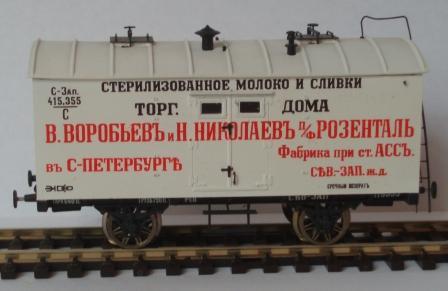 СТЕРИЛИЗОВАННОЕ МОЛОКО И СЛИВКИ
С-Зап.
415.355
С
ТОРГ. ДОМА
В. ВОРОБЬЕВЪ и Н. НИКОЛАЕВЪ РОЗЕНТАЛЬ
въ С-ПЕТЕРБУРГѢ
Фабрика при ст. АССЪ.
СѢВ.-ЗАП. ж.д.
СРОЧНЫЙ ВОЗВРАТЪ